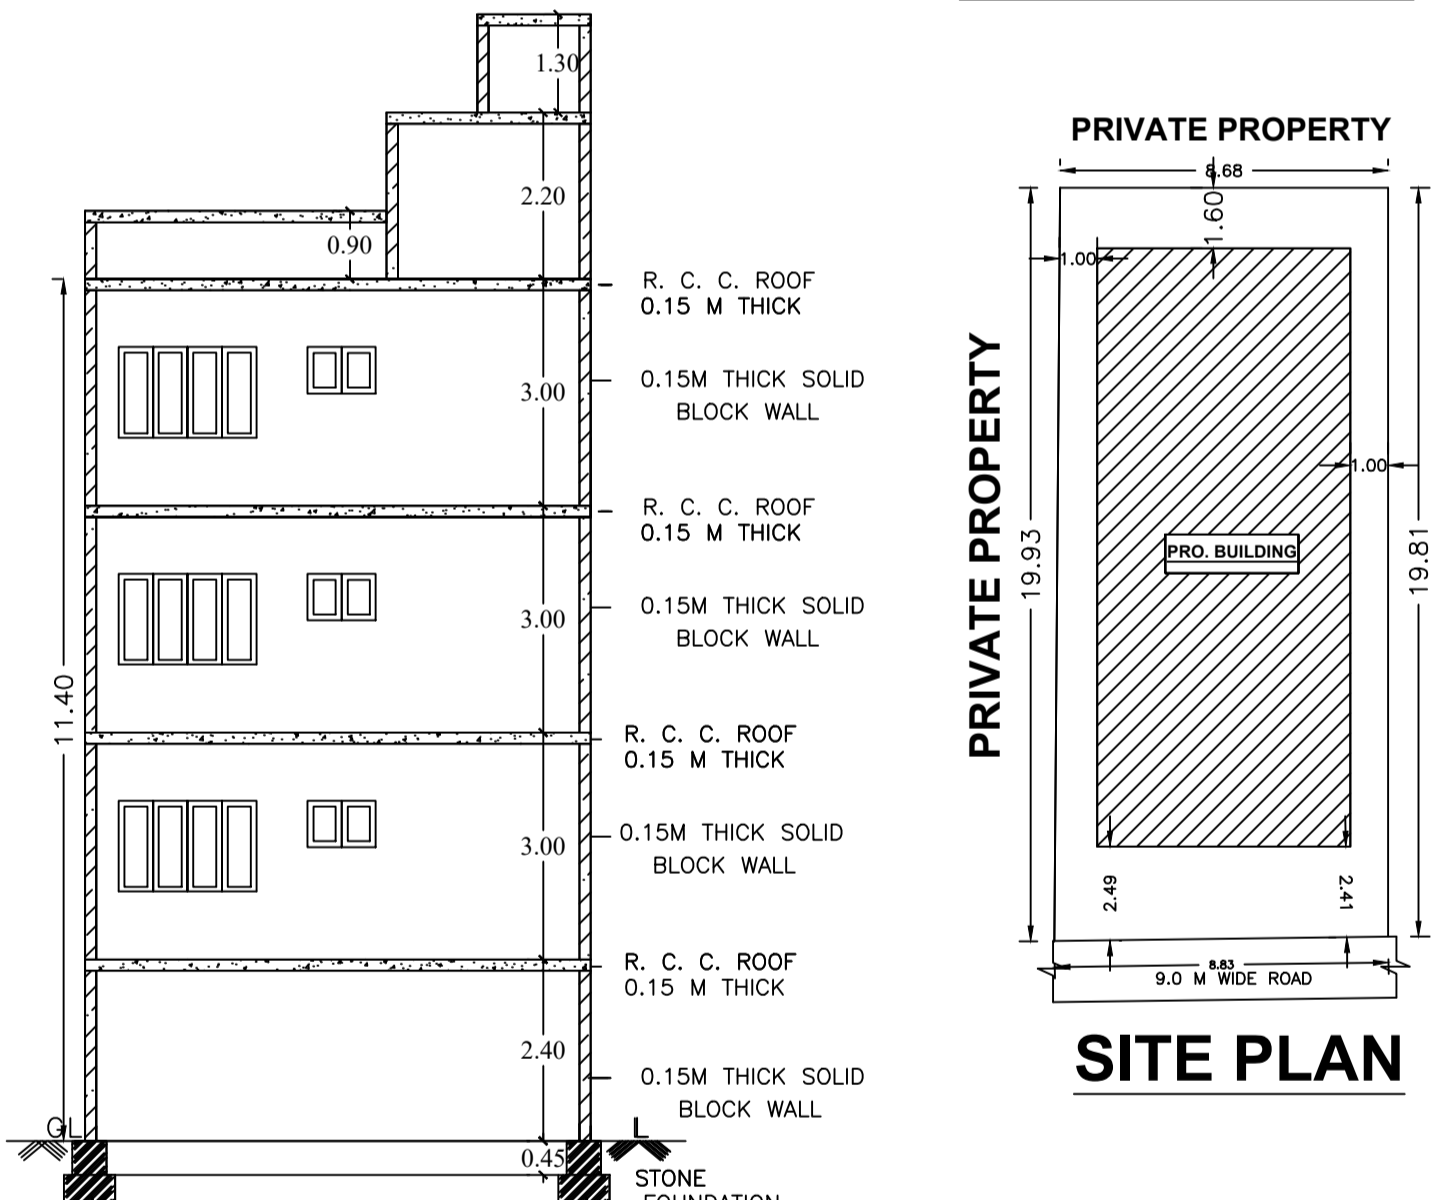 1.30
2.20
0.90
R. C. C. ROOF
0.15 M THICK
3.00
0.15M THICK SOLID
BLOCK WALL
R. C. C. ROOF
0.15 M THICK
3.00
0.15M THICK SOLID
BLOCK WALL
11.40
R. C. C. ROOF
0.15 M THICK
3.00
0.15M THICK SOLID
BLOCK WALL
R. C. C. ROOF
0.15 M THICK
2.40
0.15M THICK SOLID
BLOCK WALL
GL
L
0.45
STONE
FOUNDATION
PRIVATE PROPERTY
8.68
1.60
1.00
PRIVATE PROPERTY
1.00
19.93
PRO. BUILDING
19.81
2.49
2.41
8.83
9.0 M WIDE ROAD
SITE PLAN